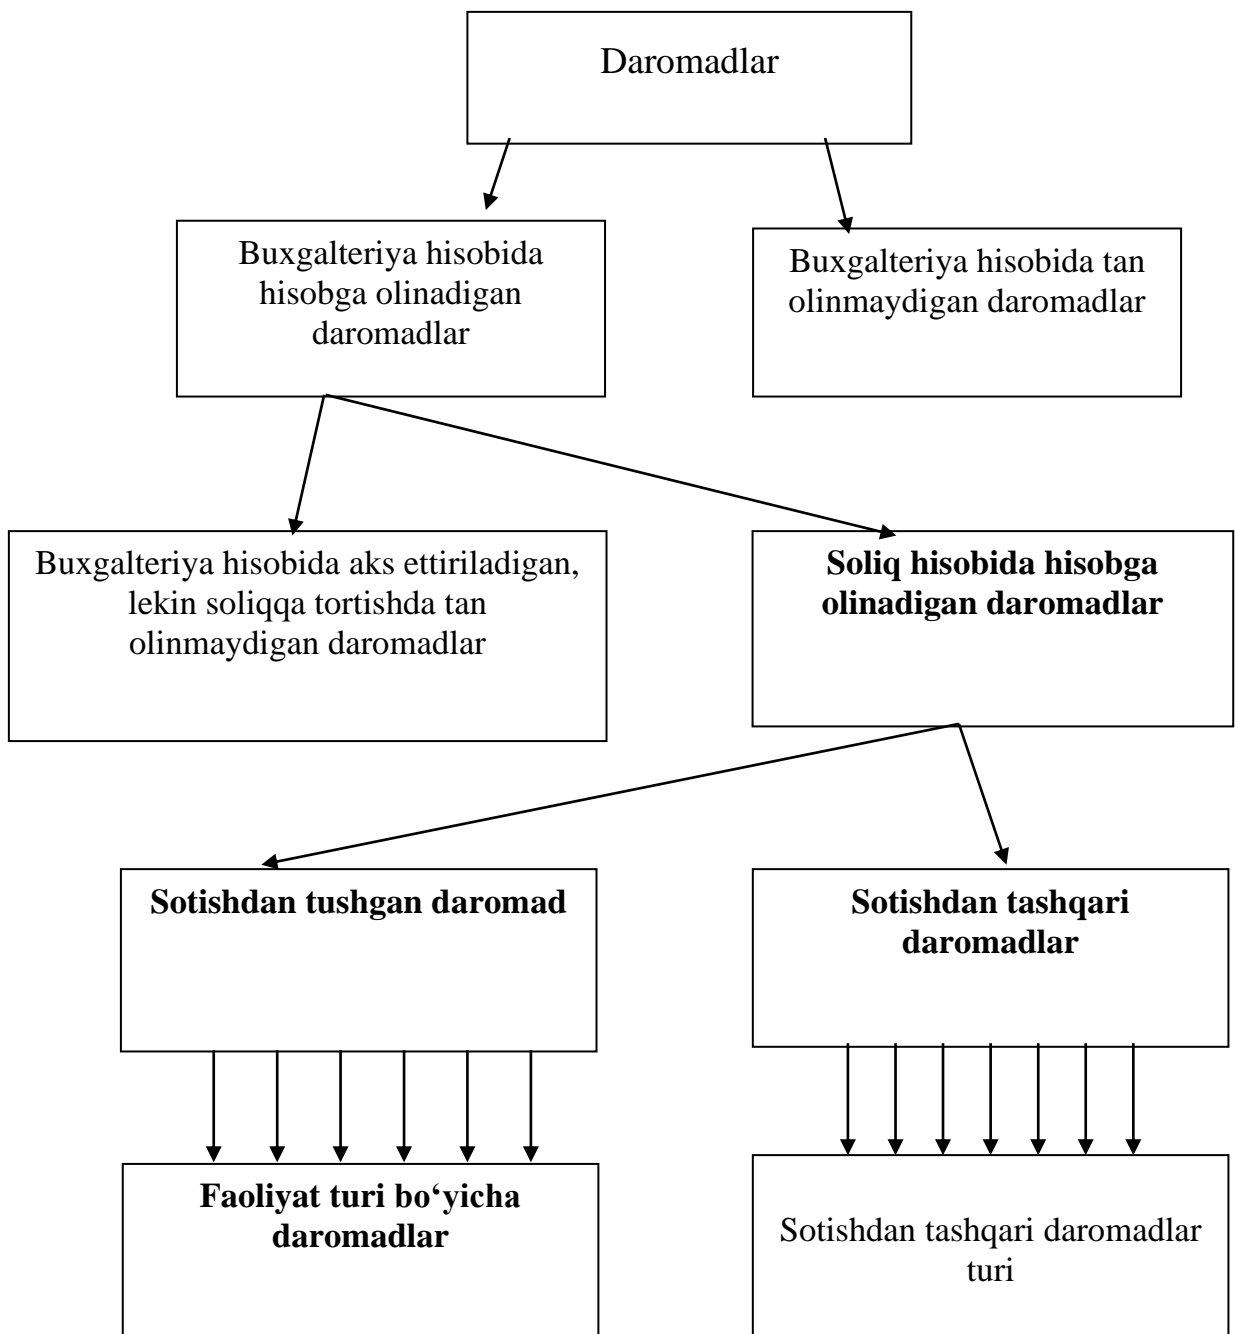 Daromadlar
Buxgalteriya hisobida
hisobga olinadigan
daromadlar
Buxgalteriya hisobida tan
olinmaydigan daromadlar
Buxgalteriya hisobida aks ettiriladigan,
lekin soliqqa tortishda tan
olinmaydigan daromadlar
Soliq hisobida hisobga
olinadigan daromadlar
Sotishdan tushgan daromad
Sotishdan tashqari
daromadlar
Faoliyat turi bo‘yicha
daromadlar
Sotishdan tashqari daromadlar
turi